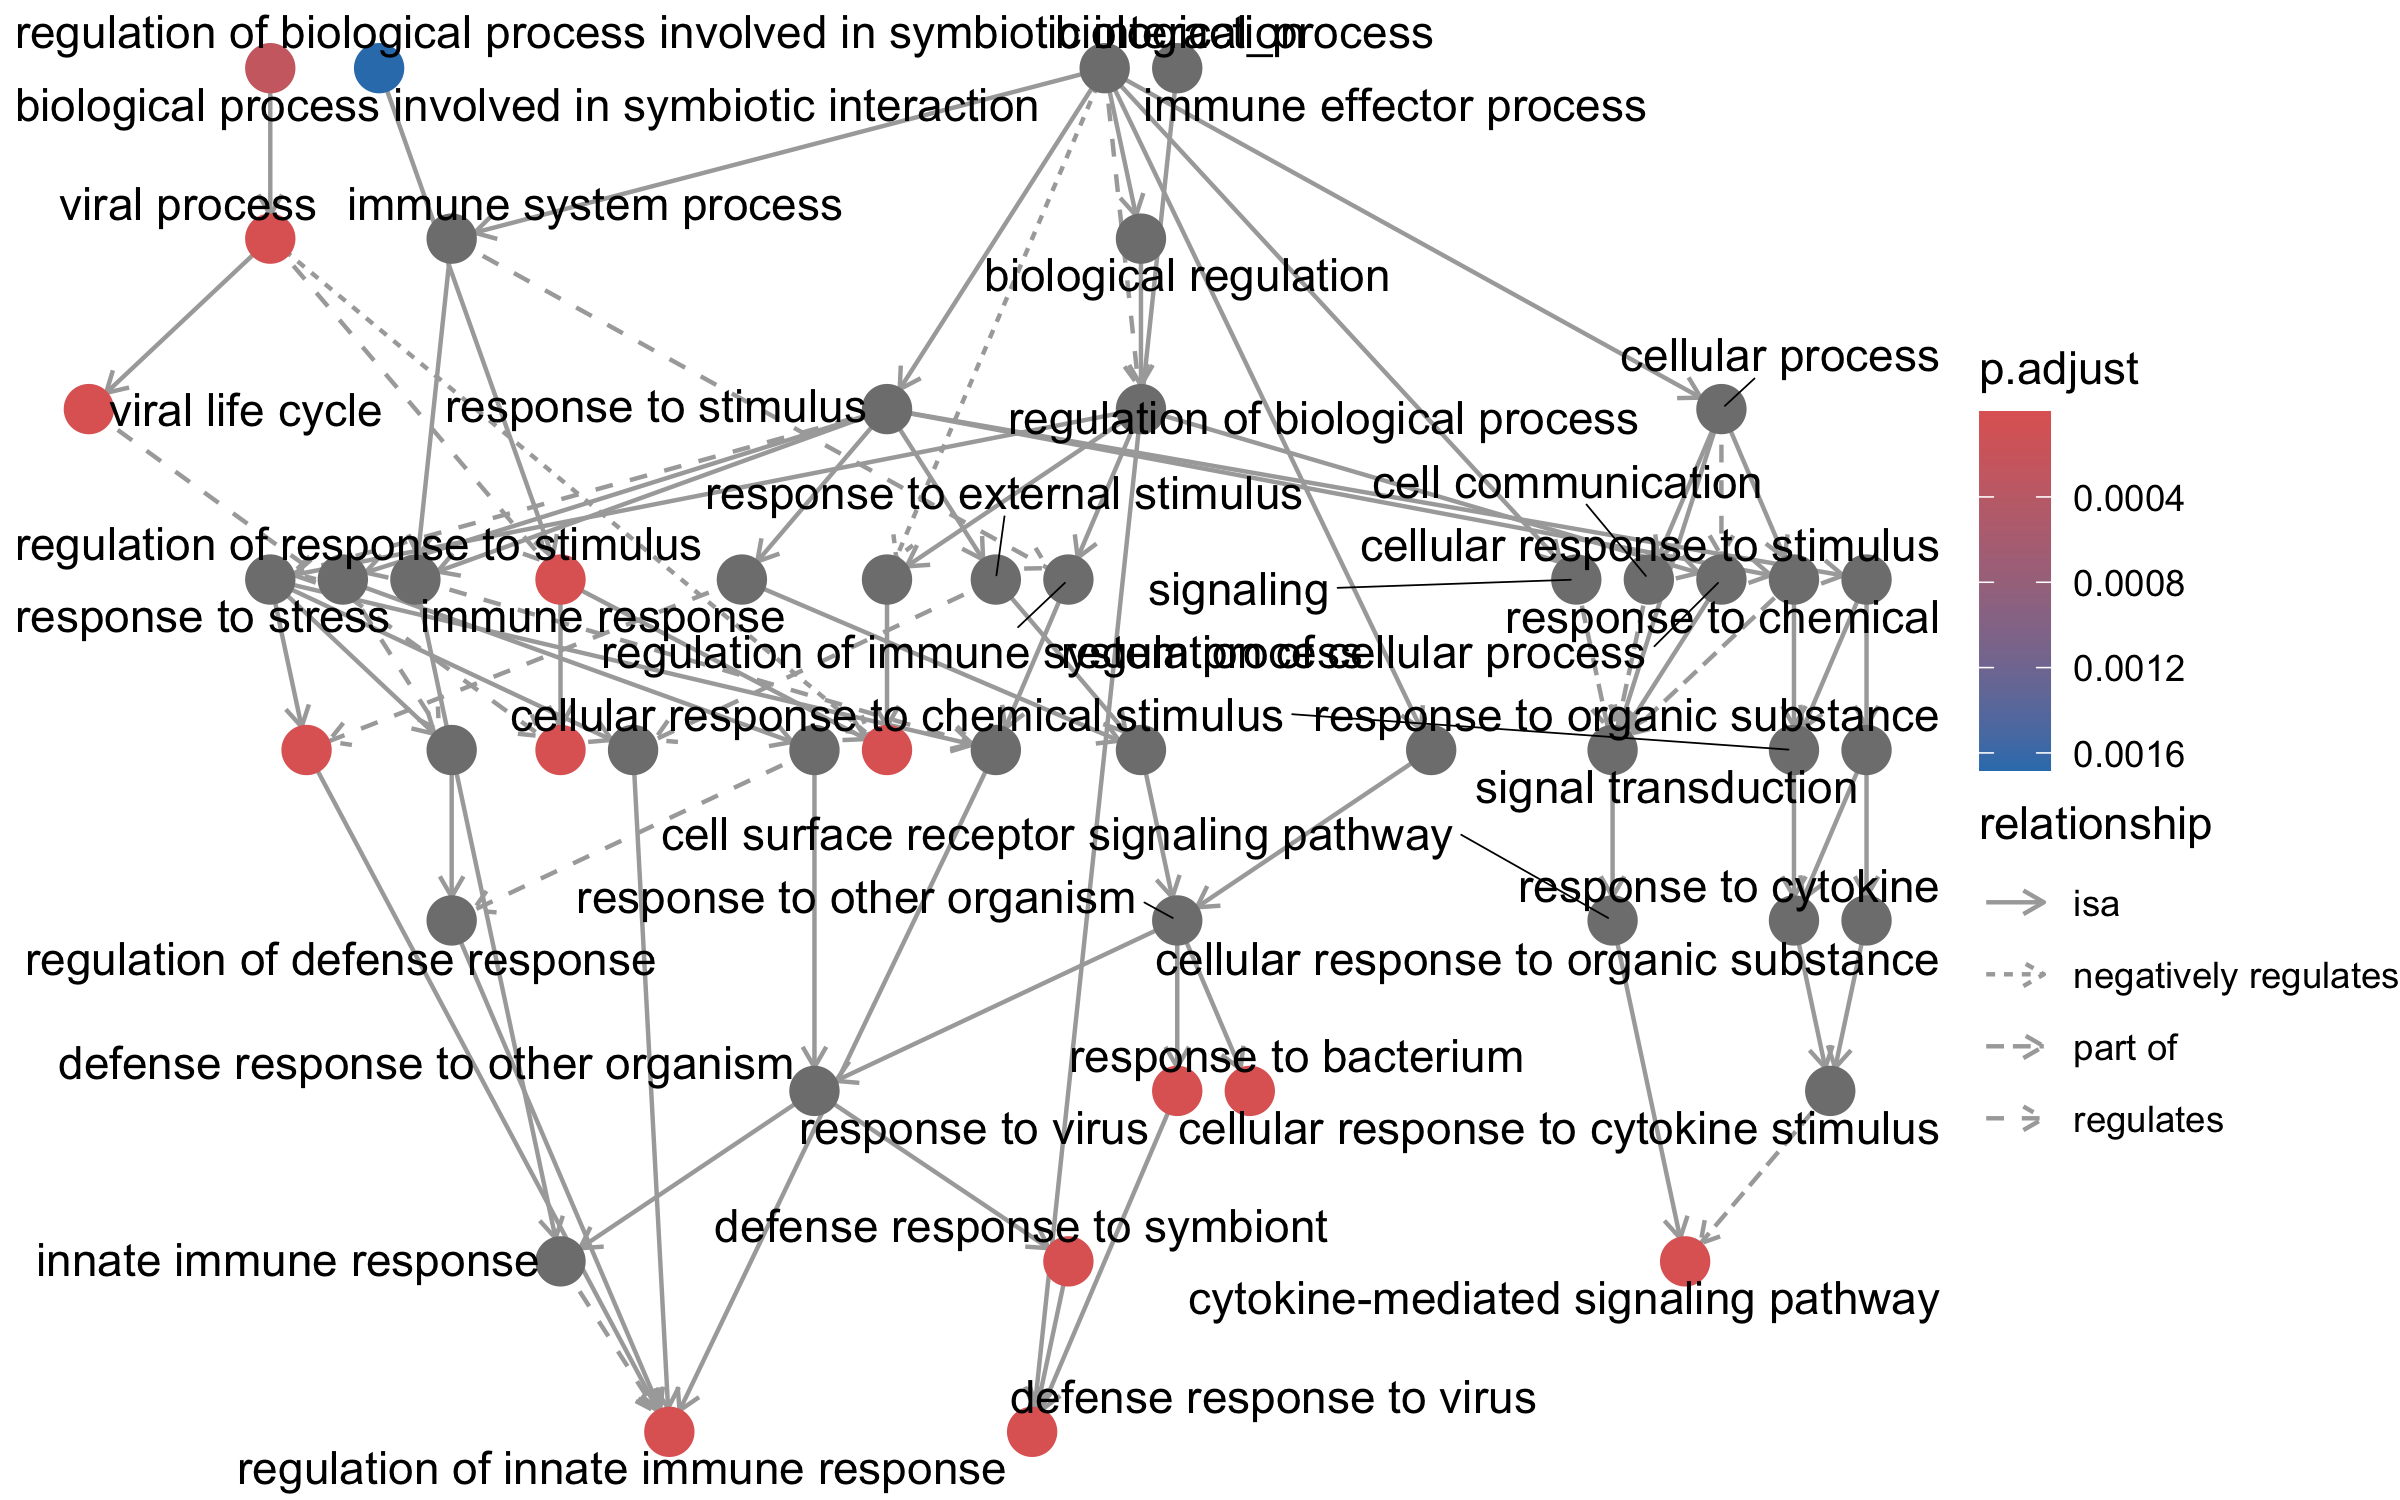 regulation of biological process involved in symbiotic interaction
biological_process
biological process involved in symbiotic interaction
immune effector process
viral process
immune system process
biological regulation
cellular process
viral life cycle
response to stimulus
regulation of biological process
response to external stimulus
cell communication
regulation of response to stimulus
cellular response to stimulus
signaling
response to stress
immune response
response to chemical
regulation of immune system process
regulation of cellular process
cellular response to chemical stimulus
response to organic substance
signal transduction
cell surface receptor signaling pathway
response to other organism
response to cytokine
regulation of defense response
cellular response to organic substance
defense response to other organism
response to bacterium
response to virus
cellular response to cytokine stimulus
defense response to symbiont
innate immune response
cytokine-mediated signaling pathway
defense response to virus
regulation of innate immune response
p.adjust
0.0004
0.0008
0.0012
0.0016
relationship
isa
negatively regulates
part of
regulates